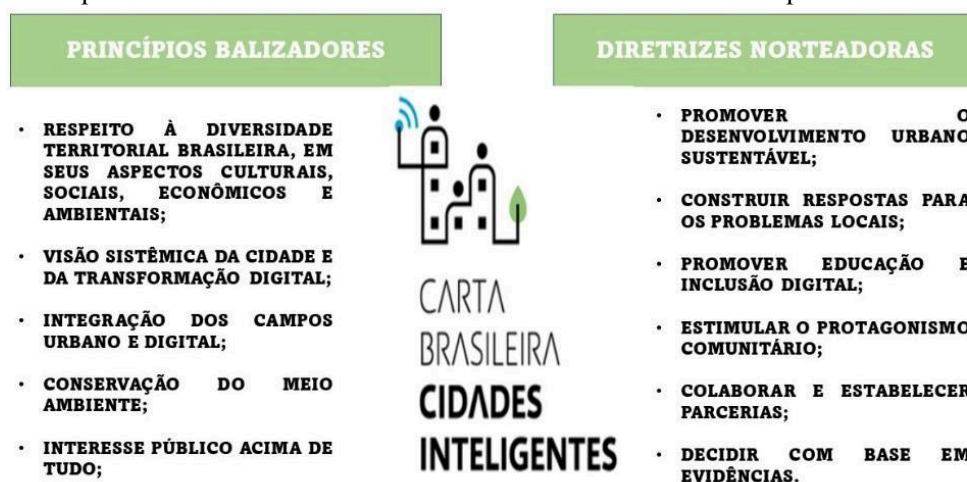 PRINCÍPIOS BALIZADORES
· RESPEITO À DIVERSIDADE
TERRITORIAL BRASILEIRA, EM
SEUS ASPECTOS CULTURAIS,
SOCIAIS, ECONÔMICOS E
AMBIENTAIS;
· VISÃO SISTÊMICA DA CIDADE E
DA TRANSFORMAÇÃO DIGITAL;
· INTEGRAÇÃO DOS CAMPOS
URBANO E DIGITAL;
· CONSERVAÇÃO DO MEIO
AMBIENTE;
· INTERESSE PÚBLICO ACIMA DE
TUDO;
CARTA
BRASILEIRA
CIDADES
INTELIGENTES
DIRETRIZES NORTEADORAS
· PROMOVER O
DESENVOLVIMENTO URBANO
SUSTENTÁVEL;
· CONSTRUIR RESPOSTAS PARA
OS PROBLEMAS LOCAIS;
· PROMOVER EDUCAÇÃO E
INCLUSÃO DIGITAL;
· ESTIMULAR O PROTAGONISMO
COMUNITÁRIO;
· COLABORAR E ESTABELECER
PARCERIAS;
· DECIDIR COM BASE EM
EVIDÊNCIAS.